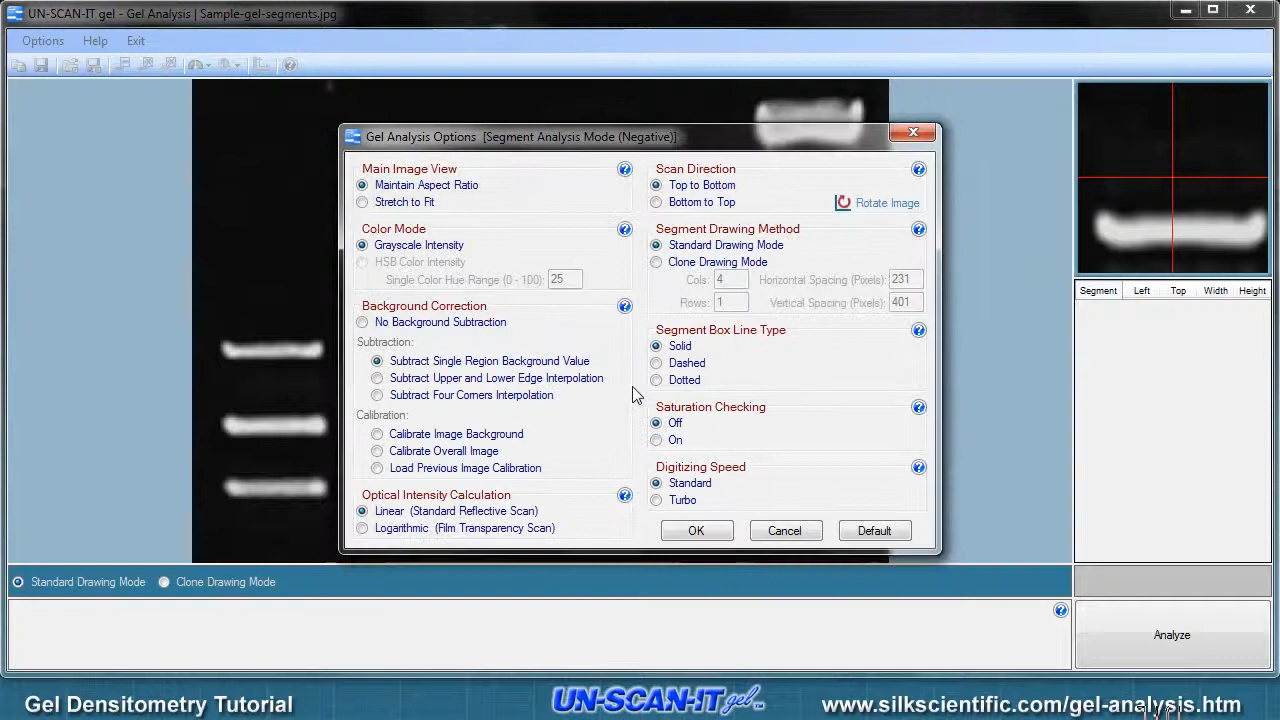 UN-SCAN-IT gel - Gel Analysis | Sample-gel-segments.jpg
Options Help Exit
Gel Analysis Options [Segment Analysis Mode (Negative)]
Main Image View
Maintain Aspect Ratio
Stretch to Fit
Color Mode
Grayscale Intensity
HSB Color Intensity
Single Color Hue Range (0 - 100): 25
Background Correction
No Background Subtraction
Subtraction:
Subtract Single Region Background Value
Subtract Upper and Lower Edge Interpolation
Subtract Four Corners Interpolation
Calibration:
Calibrate Image Background
Calibrate Overall Image
Load Previous Image Calibration
Optical Intensity Calculation
Linear (Standard Reflective Scan)
Logarithmic (Film Transparency Scan)
Scan Direction
Top to Bottom
Bottom to Top
Rotate Image
Segment Drawing Method
Standard Drawing Mode
Clone Drawing Mode
Cols: 4 Horizontal Spacing (Pixels): 231
Rows: 1 Vertical Spacing (Pixels): 401
Segment Box Line Type
Solid
Dashed
Dotted
Saturation Checking
Off
On
Digitizing Speed
Standard
Turbo
OK Cancel Default
Segment Left Top Width Height
Standard Drawing Mode Clone Drawing Mode
Analyze
Gel Densitometry Tutorial
UN-SCAN-IT gel™
www.silkscientific.com/gel-analysis.htm